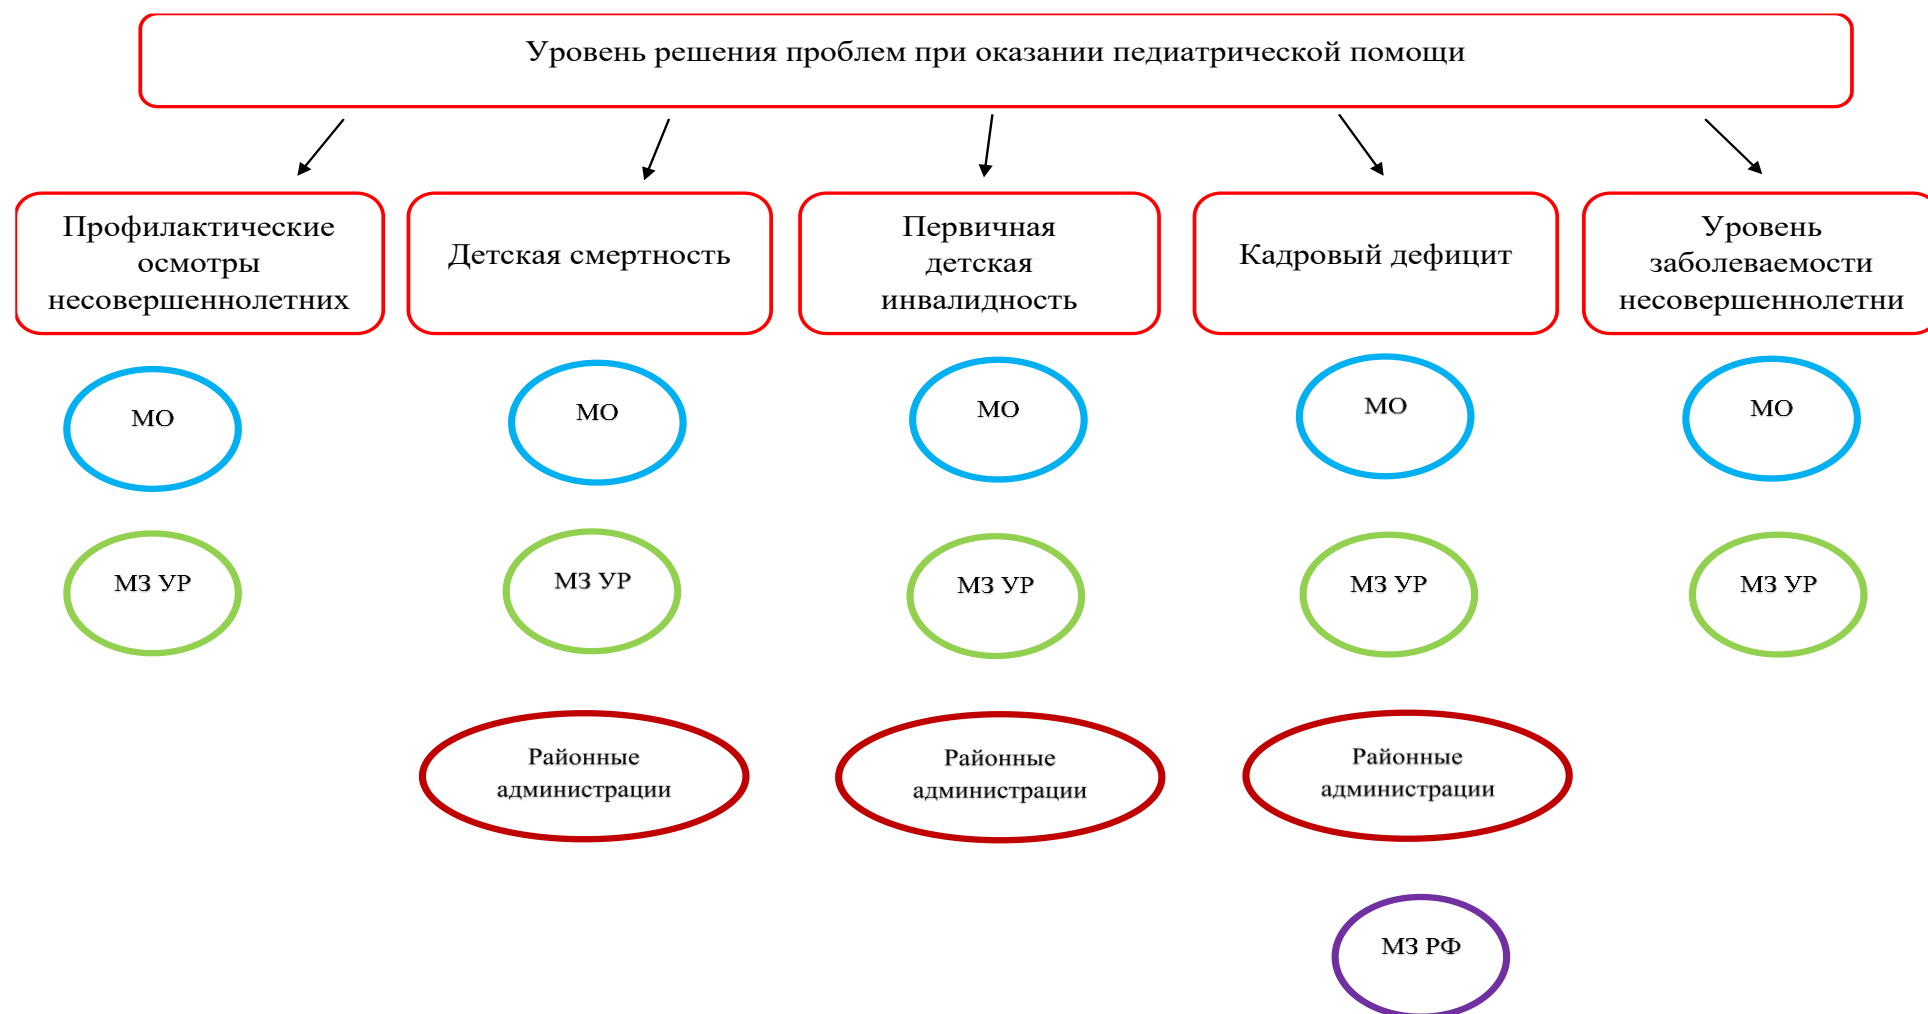 Уровень решения проблем при оказании педиатрической помощи
Профилактические
осмотры
несовершеннолетних
Детская смертность
Первичная
детская
инвалидность
Кадровый дефицит
Уровень
заболеваемости
несовершеннолетни
МО
МО
МО
МО
МО
МЗ УР
МЗ УР
МЗ УР
МЗ УР
МЗ УР
Районные
администрации
Районные
администрации
Районные
администрации
МЗ РФ